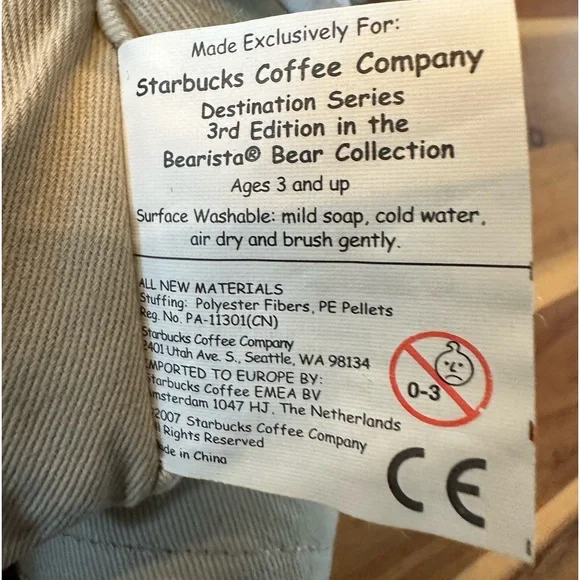 Made Exclusively For:
Starbucks Coffee Company
Destination Series
3rd Edition in the
Bearista® Bear Collection
Ages 3 and up
Surface Washable: mild soap, cold water,
air dry and brush gently.
ALL NEW MATERIALS
Stuffing: Polyester Fibers, PE Pellets
Reg. No. PA-11301(CN)
Starbucks Coffee Company
2401 Utah Ave. S., Seattle, WA 98134
IMPORTED TO EUROPE BY:
Starbucks Coffee EMEA BV
Amsterdam 1047 HJ, The Netherlands
2007 Starbucks Coffee Company
Rights Reserved
de in China
0-3
CE